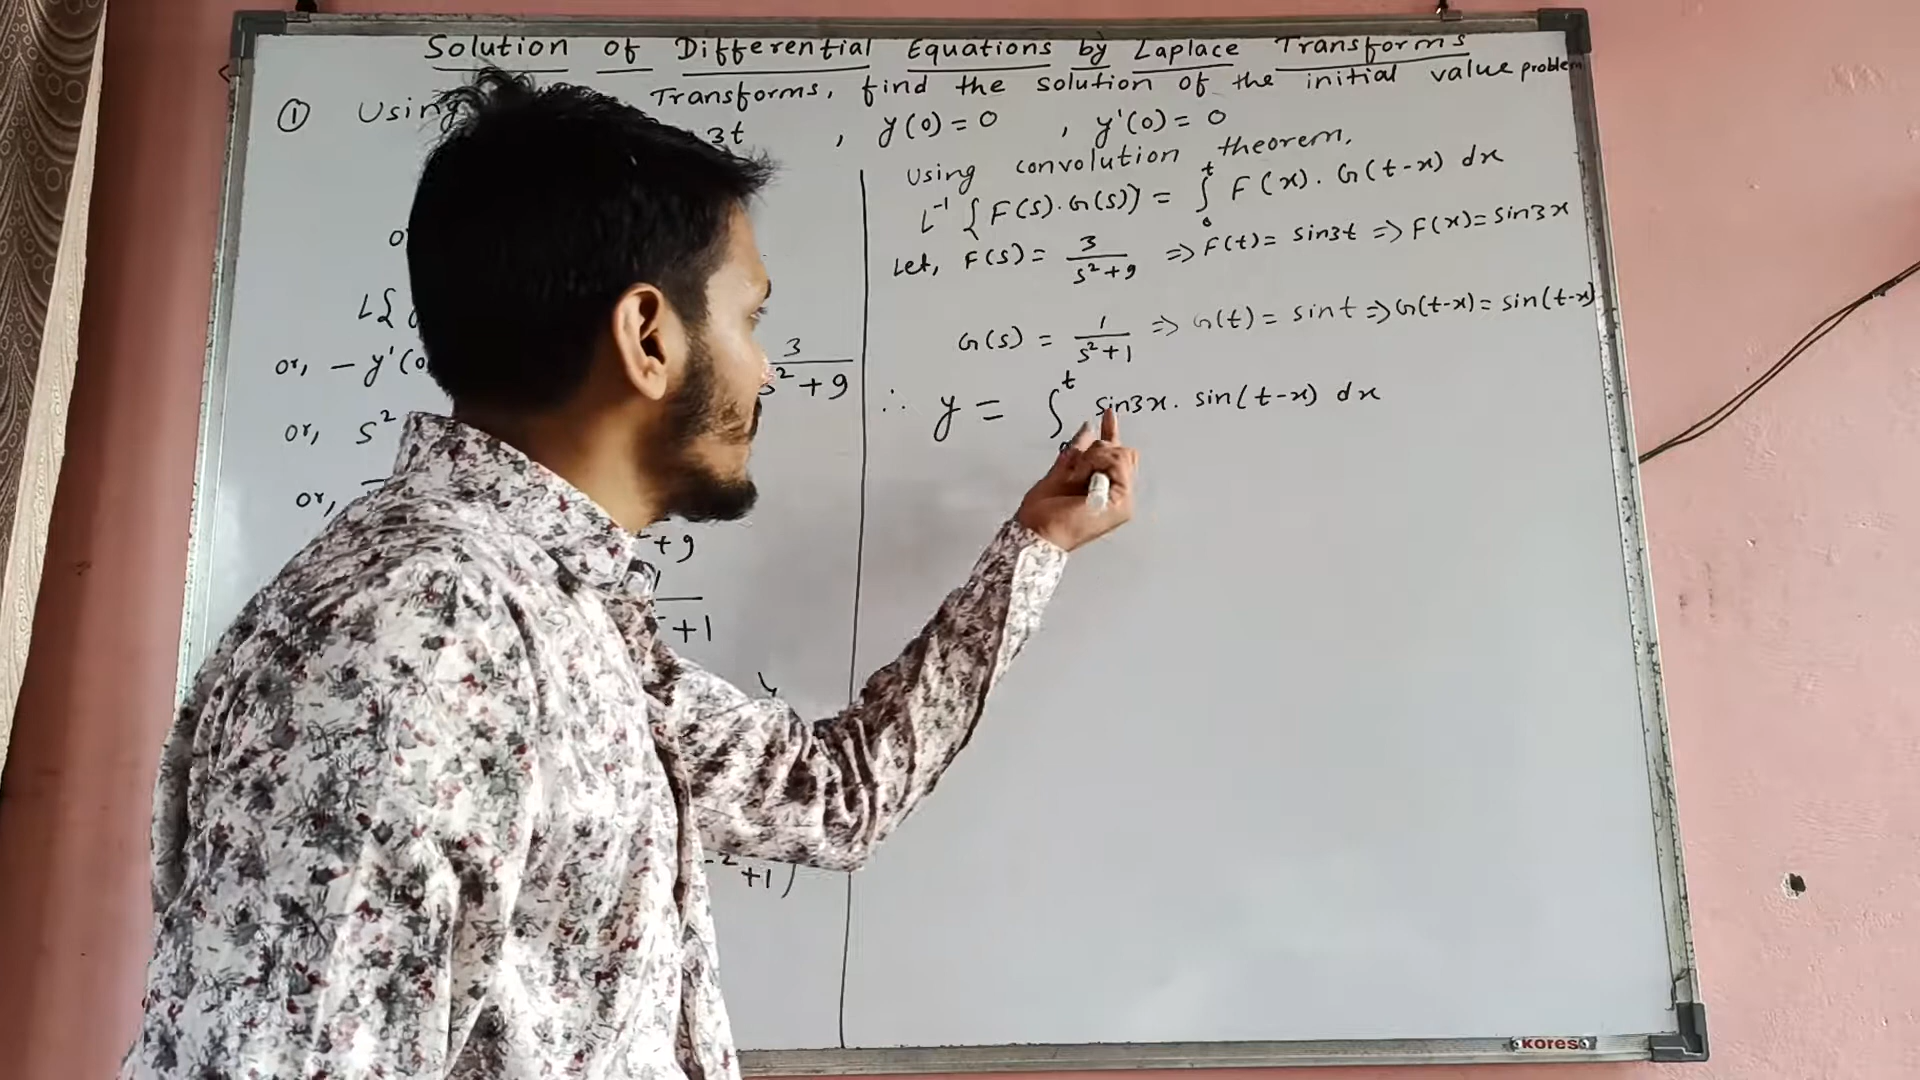 Solution of Differential Equations by Laplace Transforms
① Using Transforms, find the solution of the initial value problem
3t , y(0) = 0 , y'(0) = 0
L{
or, - y'(0 3/(s²+9)
or, s²
or,
²+9
+1
²+1)
Using convolution theorem,
L⁻¹ {F(s).G(s)} = ∫₀ᵗ F(x). G(t-x) dx
Let, F(s) = 3/(s²+9) => F(t) = sin3t => F(x) = sin3x
G(s) = 1/(s²+1) => G(t) = sint => G(t-x) = sin(t-x)
∴ y = ∫₀ᵗ sin3x. sin(t-x) dx
kores